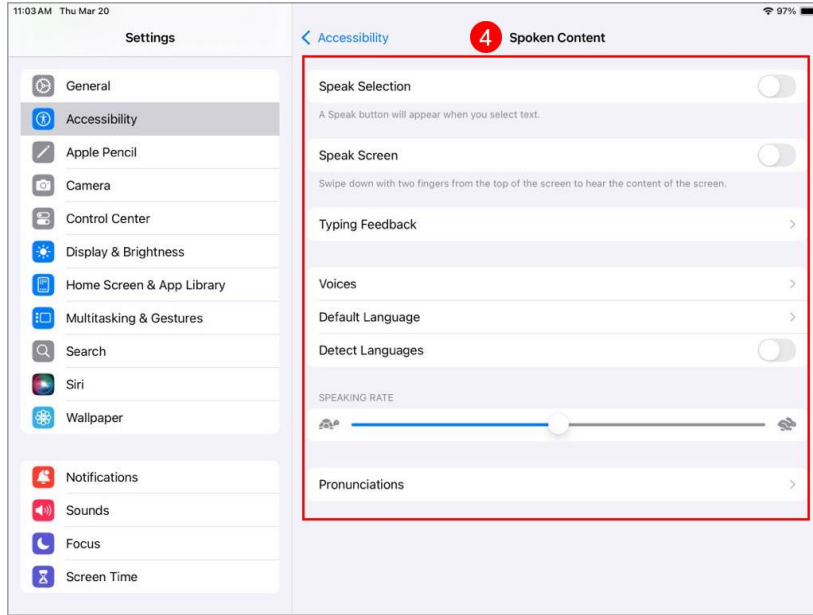 11:03 AM Thu Mar 20
97%
Settings
General
Accessibility
Apple Pencil
Camera
Control Center
Display & Brightness
Home Screen & App Library
Multitasking & Gestures
Search
Siri
Wallpaper
Notifications
Sounds
Focus
Screen Time
Accessibility
4 Spoken Content
Speak Selection
A Speak button will appear when you select text.
Speak Screen
Swipe down with two fingers from the top of the screen to hear the content of the screen.
Typing Feedback
Voices
Default Language
Detect Languages
SPEAKING RATE
Pronunciations